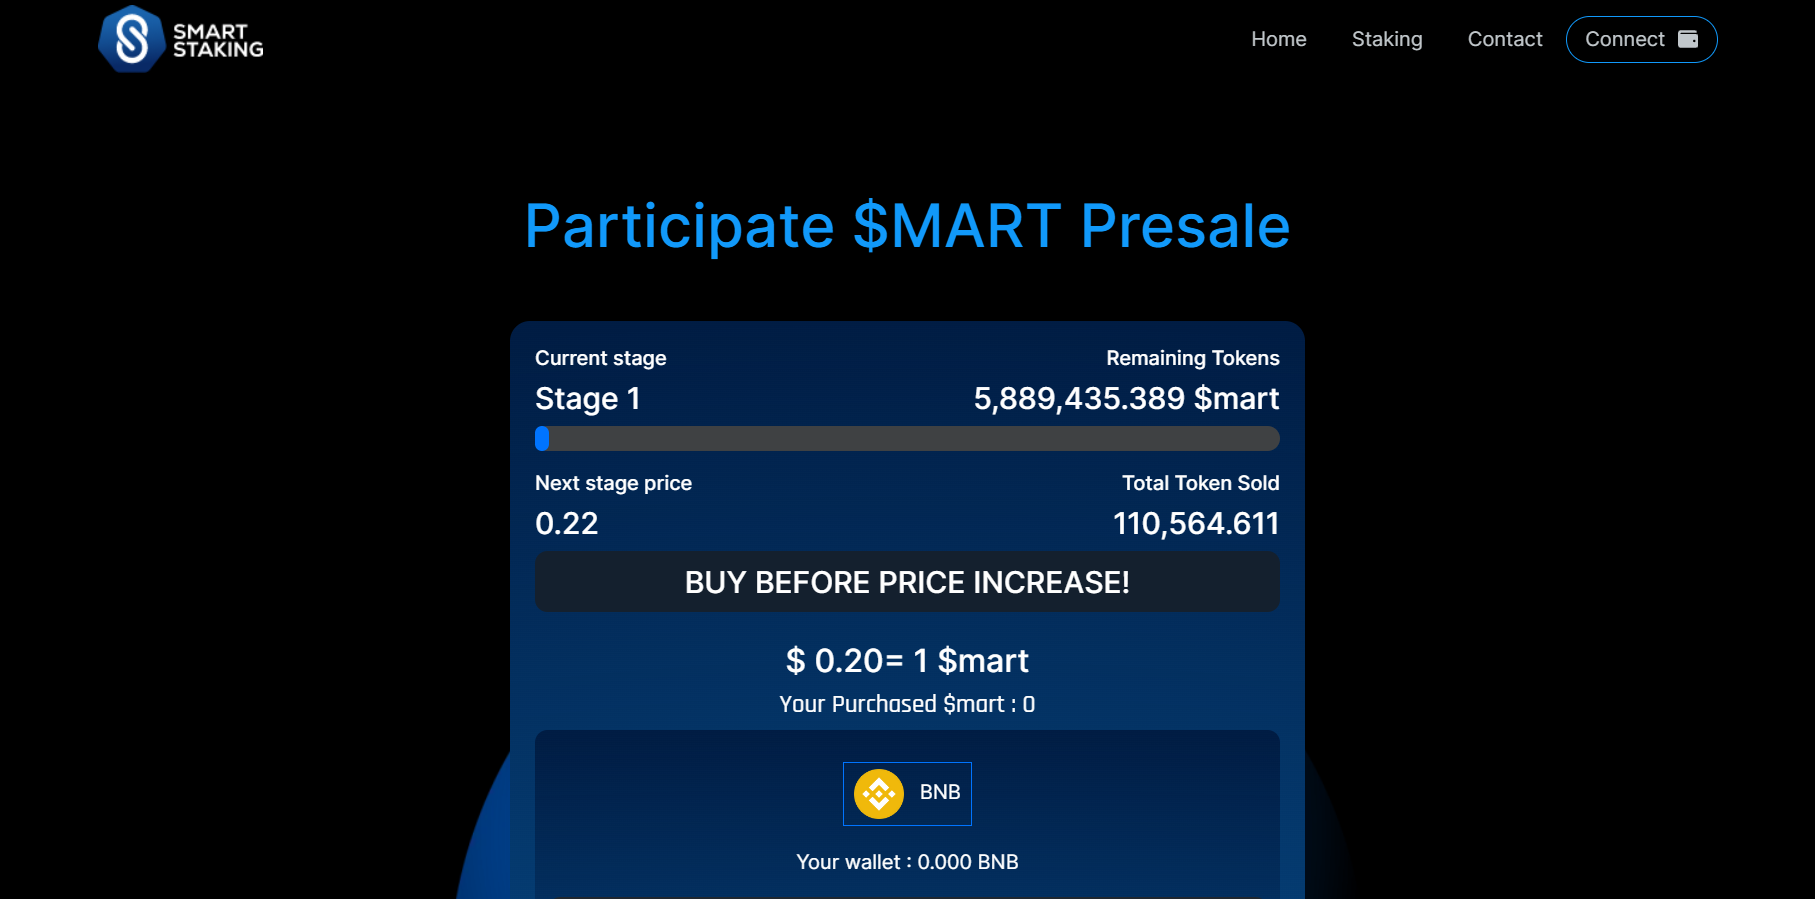 SMART
STAKING
Home Staking Contact Connect
Participate $MART Presale
Current stage Remaining Tokens
Stage 1 5,889,435.389 $mart
Next stage price Total Token Sold
0.22 110,564.611
BUY BEFORE PRICE INCREASE!
$ 0.20= 1 $mart
Your Purchased $mart : 0
BNB
Your wallet : 0.000 BNB